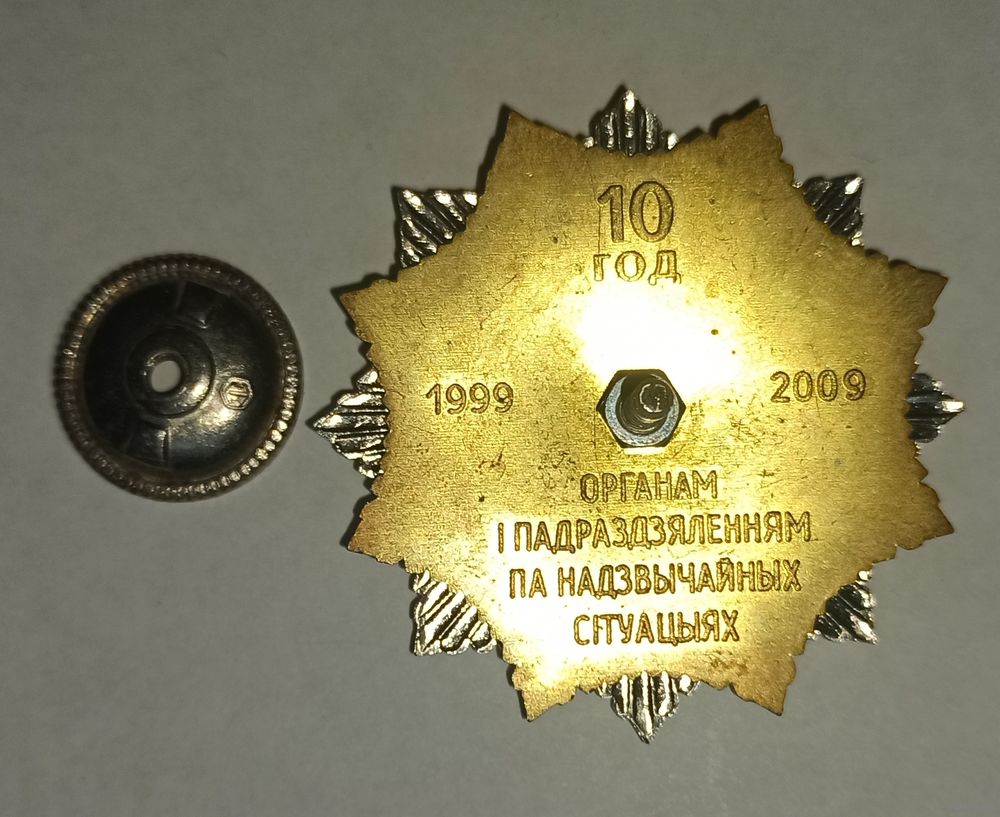 10
ГОД
1999 2009
ОРГАНАМ
І ПАДРАЗДЗЯЛЕННЯМ
ПА НАДЗВЫЧАЙНЫХ
СІТУАЦЫЯХ